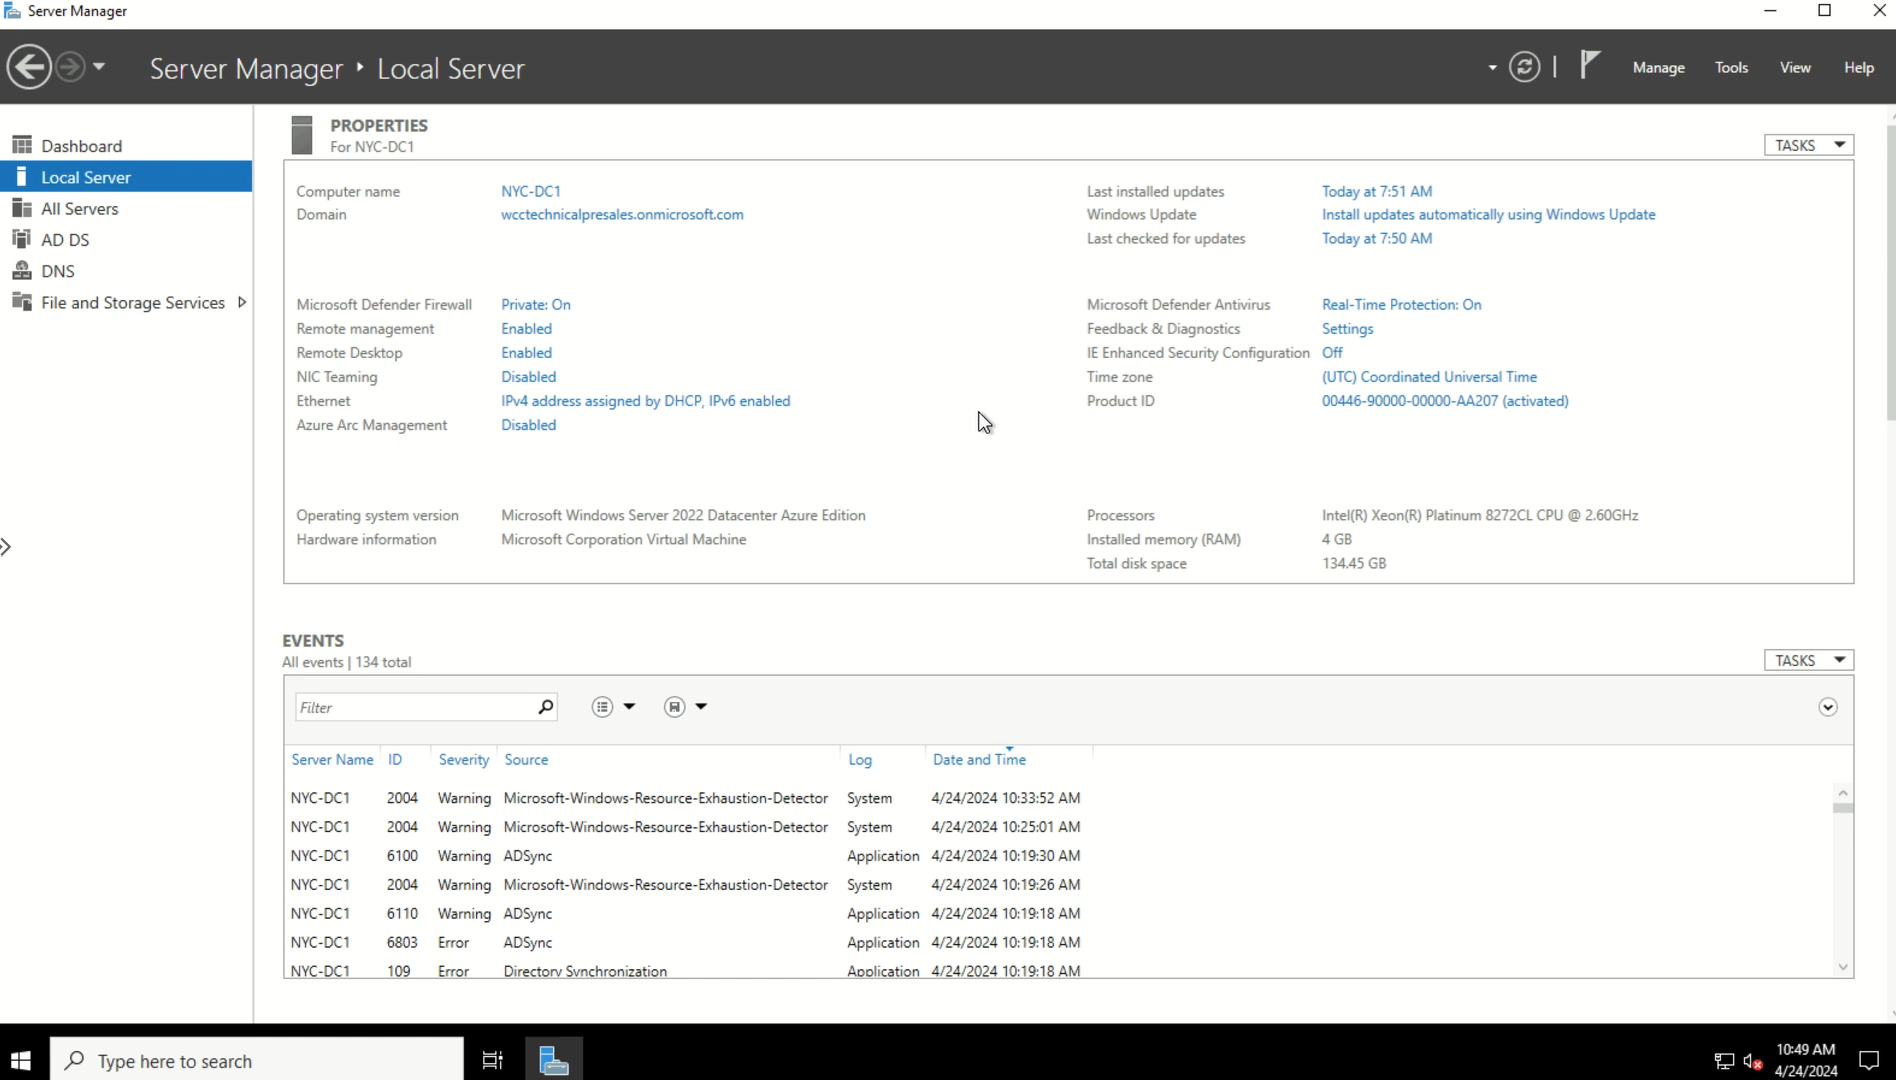 Server Manager
Server Manager ‣ Local Server
Manage Tools View Help
Dashboard
Local Server
All Servers
AD DS
DNS
File and Storage Services
PROPERTIES
For NYC-DC1
TASKS
Computer name NYC-DC1
Domain wcctechnicalpresales.onmicrosoft.com
Last installed updates Today at 7:51 AM
Windows Update Install updates automatically using Windows Update
Last checked for updates Today at 7:50 AM
Microsoft Defender Firewall Private: On
Remote management Enabled
Remote Desktop Enabled
NIC Teaming Disabled
Ethernet IPv4 address assigned by DHCP, IPv6 enabled
Azure Arc Management Disabled
Microsoft Defender Antivirus Real-Time Protection: On
Feedback & Diagnostics Settings
IE Enhanced Security Configuration Off
Time zone (UTC) Coordinated Universal Time
Product ID 00446-90000-00000-AA207 (activated)
Operating system version Microsoft Windows Server 2022 Datacenter Azure Edition
Hardware information Microsoft Corporation Virtual Machine
Processors Intel(R) Xeon(R) Platinum 8272CL CPU @ 2.60GHz
Installed memory (RAM) 4 GB
Total disk space 134.45 GB
EVENTS
All events | 134 total
TASKS
Filter
Server Name ID Severity Source Log Date and Time
NYC-DC1 2004 Warning Microsoft-Windows-Resource-Exhaustion-Detector System 4/24/2024 10:33:52 AM
NYC-DC1 2004 Warning Microsoft-Windows-Resource-Exhaustion-Detector System 4/24/2024 10:25:01 AM
NYC-DC1 6100 Warning ADSync Application 4/24/2024 10:19:30 AM
NYC-DC1 2004 Warning Microsoft-Windows-Resource-Exhaustion-Detector System 4/24/2024 10:19:26 AM
NYC-DC1 6110 Warning ADSync Application 4/24/2024 10:19:18 AM
NYC-DC1 6803 Error ADSync Application 4/24/2024 10:19:18 AM
NYC-DC1 109 Error Directory Synchronization Application 4/24/2024 10:19:18 AM
Type here to search
10:49 AM
4/24/2024